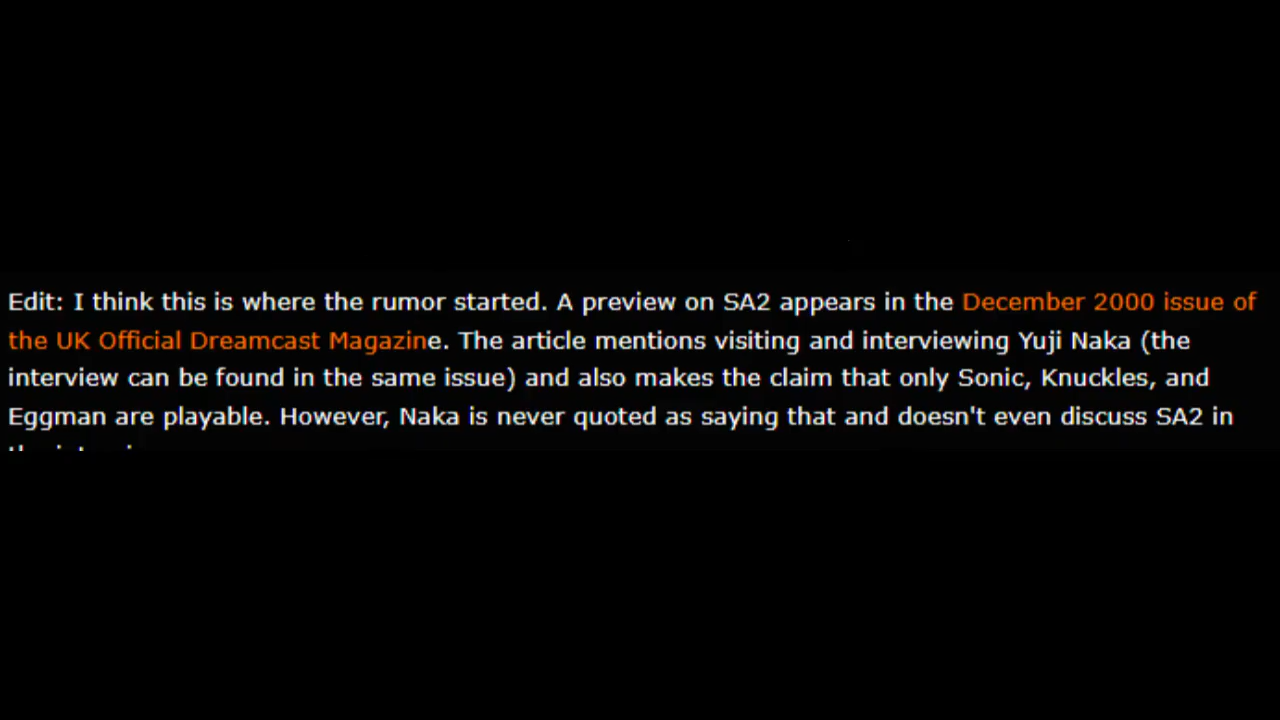 Edit: I think this is where the rumor started. A preview on SA2 appears in the December 2000 issue of
the UK Official Dreamcast Magazine. The article mentions visiting and interviewing Yuji Naka (the
interview can be found in the same issue) and also makes the claim that only Sonic, Knuckles, and
Eggman are playable. However, Naka is never quoted as saying that and doesn't even discuss SA2 in